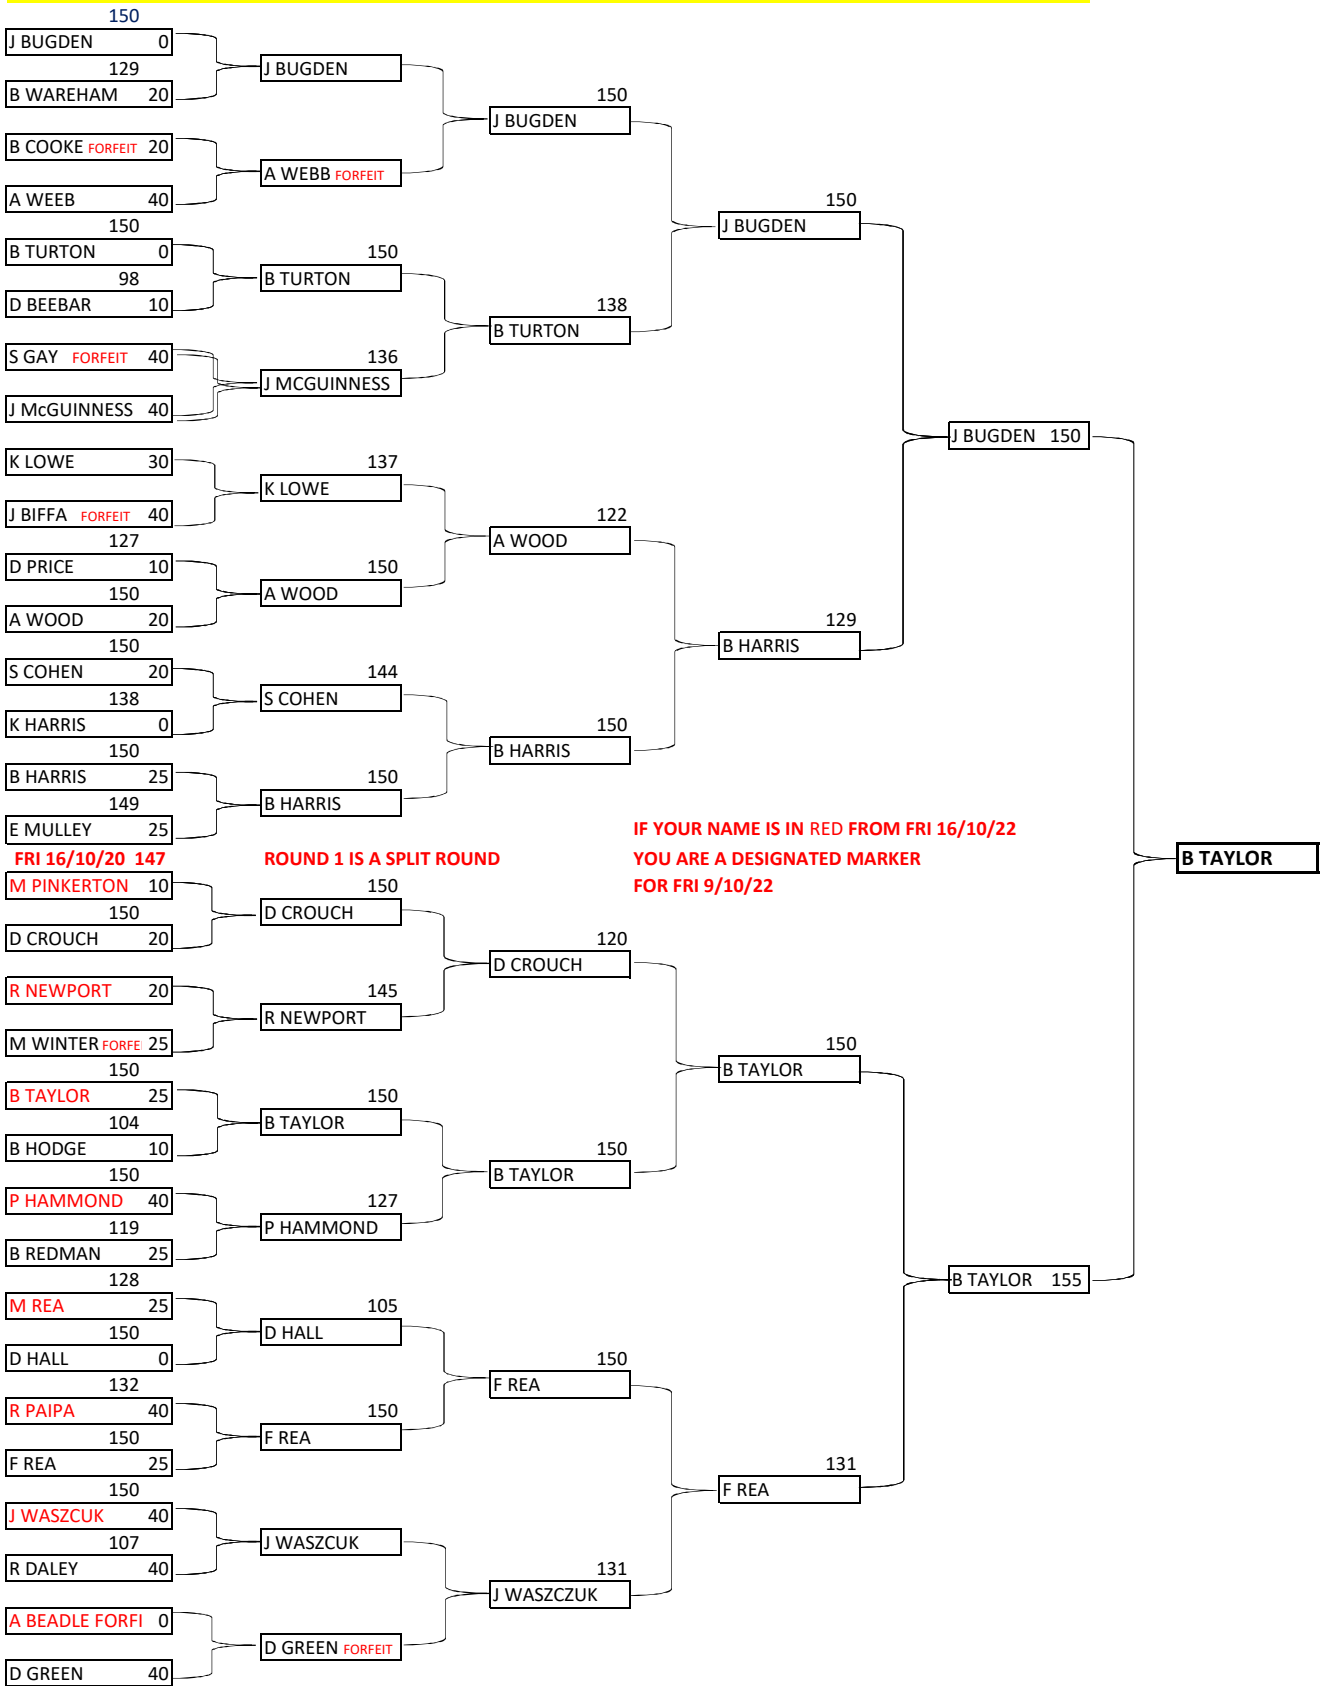 150
J BUGDEN 0
129
B WAREHAM 20
B COOKE FORFEIT 20
A WEEB 40
150
B TURTON 0
98
D BEEBAR 10
S GAY FORFEIT 40
J McGUINNESS 40
K LOWE 30
J BIFFA FORFEIT 40
127
D PRICE 10
150
A WOOD 20
150
S COHEN 20
138
K HARRIS 0
150
B HARRIS 25
149
E MULLEY 25
FRI 16/10/20 147
M PINKERTON 10
150
D CROUCH 20
R NEWPORT 20
M WINTER FORFE 25
150
B TAYLOR 25
104
B HODGE 10
150
P HAMMOND 40
119
B REDMAN 25
128
M REA 25
150
D HALL 0
132
R PAIPA 40
150
F REA 25
150
J WASZCUK 40
107
R DALEY 40
A BEADLE FORFI 0
D GREEN 40
J BUGDEN
A WEBB FORFEIT
150
B TURTON
136
J MCGUINNESS
137
K LOWE
150
A WOOD
144
S COHEN
150
B HARRIS
ROUND 1 IS A SPLIT ROUND
150
D CROUCH
145
R NEWPORT
150
B TAYLOR
127
P HAMMOND
105
D HALL
150
F REA
J WASZCUK
D GREEN FORFEIT
150
J BUGDEN
138
B TURTON
122
A WOOD
150
B HARRIS
IF YOUR NAME IS IN RED FROM FRI 16/10/22
YOU ARE A DESIGNATED MARKER
FOR FRI 9/10/22
120
D CROUCH
150
B TAYLOR
150
F REA
131
J WASZCZUK
150
J BUGDEN
129
B HARRIS
150
B TAYLOR
131
F REA
J BUGDEN 150
B TAYLOR 155
B TAYLOR